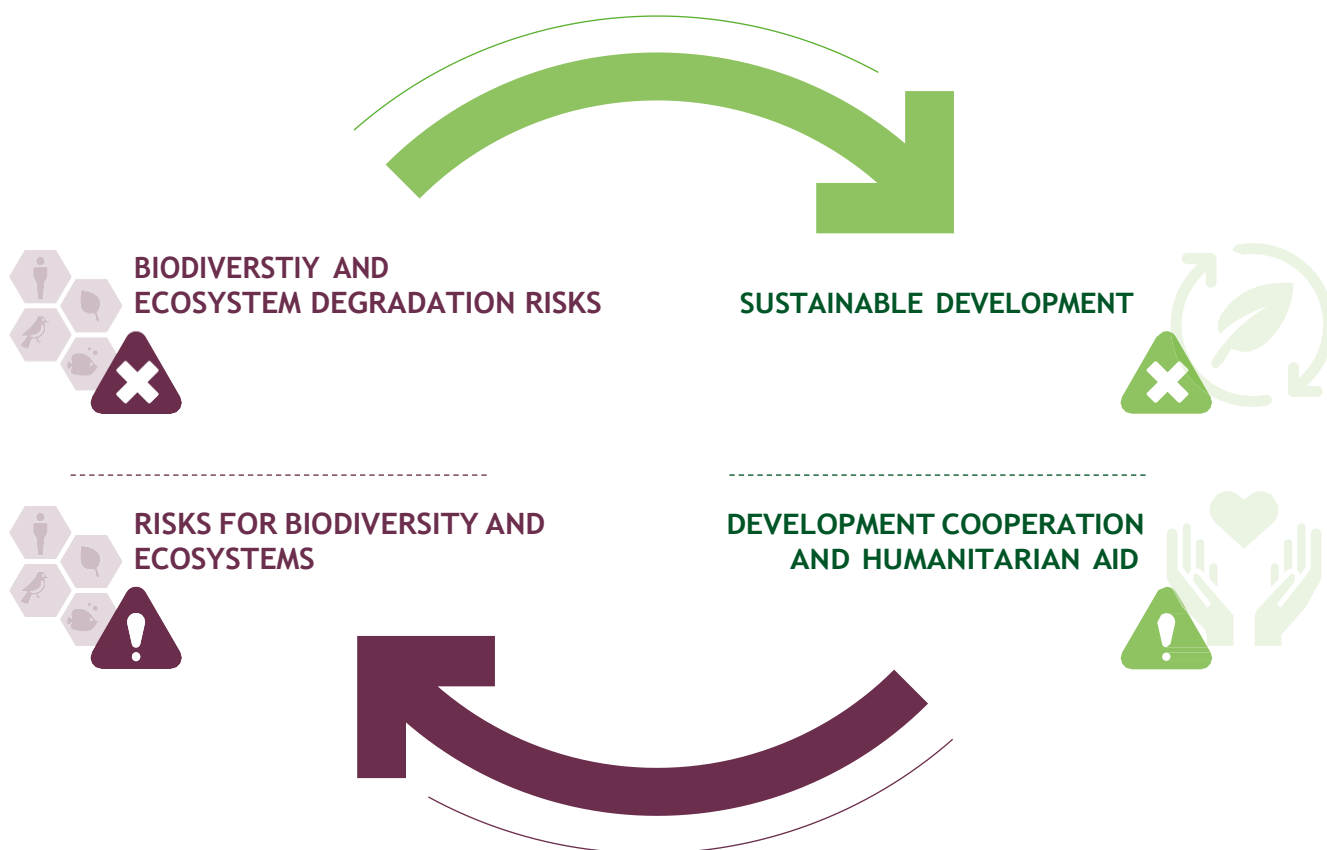 BIODIVERSTIY AND
ECOSYSTEM DEGRADATION RISKS
SUSTAINABLE DEVELOPMENT
RISKS FOR BIODIVERSITY AND
ECOSYSTEMS
DEVELOPMENT COOPERATION
AND HUMANITARIAN AID